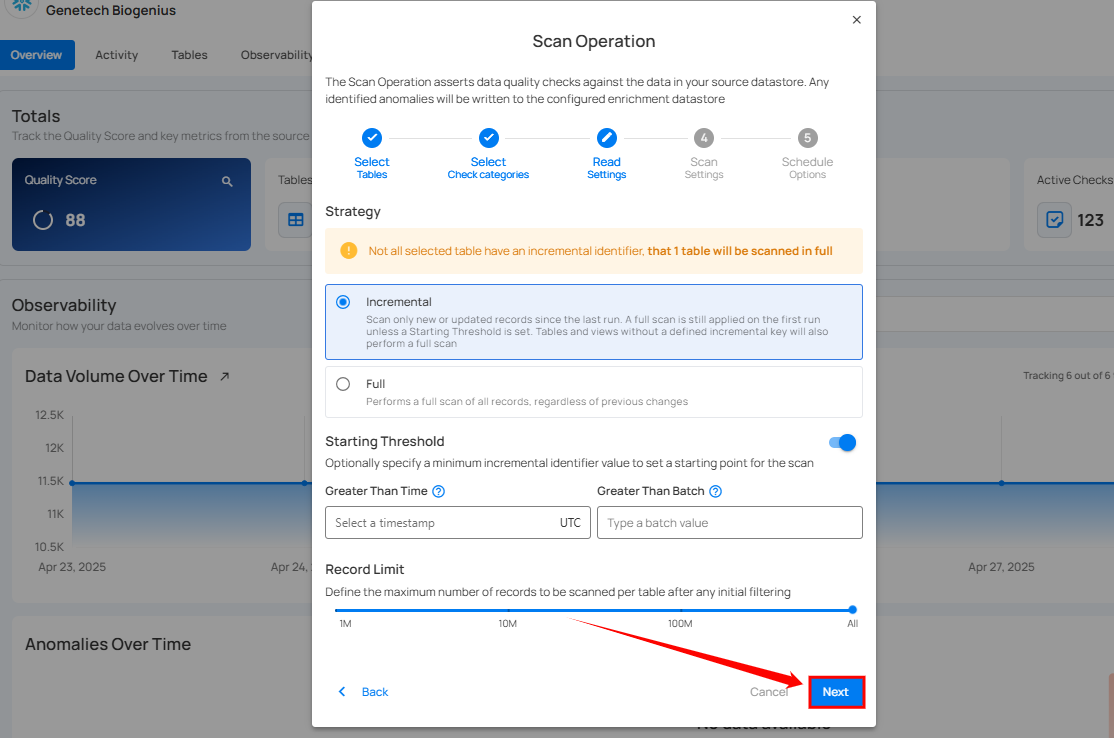 Genetech Biogenius
Overview
Activity
Tables
Observability
Totals
Track the Quality Score and key metrics from the source
Quality Score
88
Tables
Active Checks
123
Observability
Monitor how your data evolves over time
Data Volume Over Time
Tracking 6 out of 6
12.5K
12K
11.5K
11K
10.5K
Apr 23, 2025
Apr 24,
Apr 27, 2025
Anomalies Over Time
No data available
Scan Operation
The Scan Operation asserts data quality checks against the data in your source datastore. Any
identified anomalies will be written to the configured enrichment datastore
Select
Tables
Select
Check categories
Read
Settings
4
Scan
Settings
5
Schedule
Options
Strategy
Not all selected table have an incremental identifier, that 1 table will be scanned in full
Incremental
Scan only new or updated records since the last run. A full scan is still applied on the first run
unless a Starting Threshold is set. Tables and views without a defined incremental key will also
perform a full scan
Full
Performs a full scan of all records, regardless of previous changes
Starting Threshold
Optionally specify a minimum incremental identifier value to set a starting point for the scan
Greater Than Time
Greater Than Batch
Select a timestamp
UTC
Type a batch value
Record Limit
Define the maximum number of records to be scanned per table after any initial filtering
1M
10M
100M
All
Back
Cancel
Next